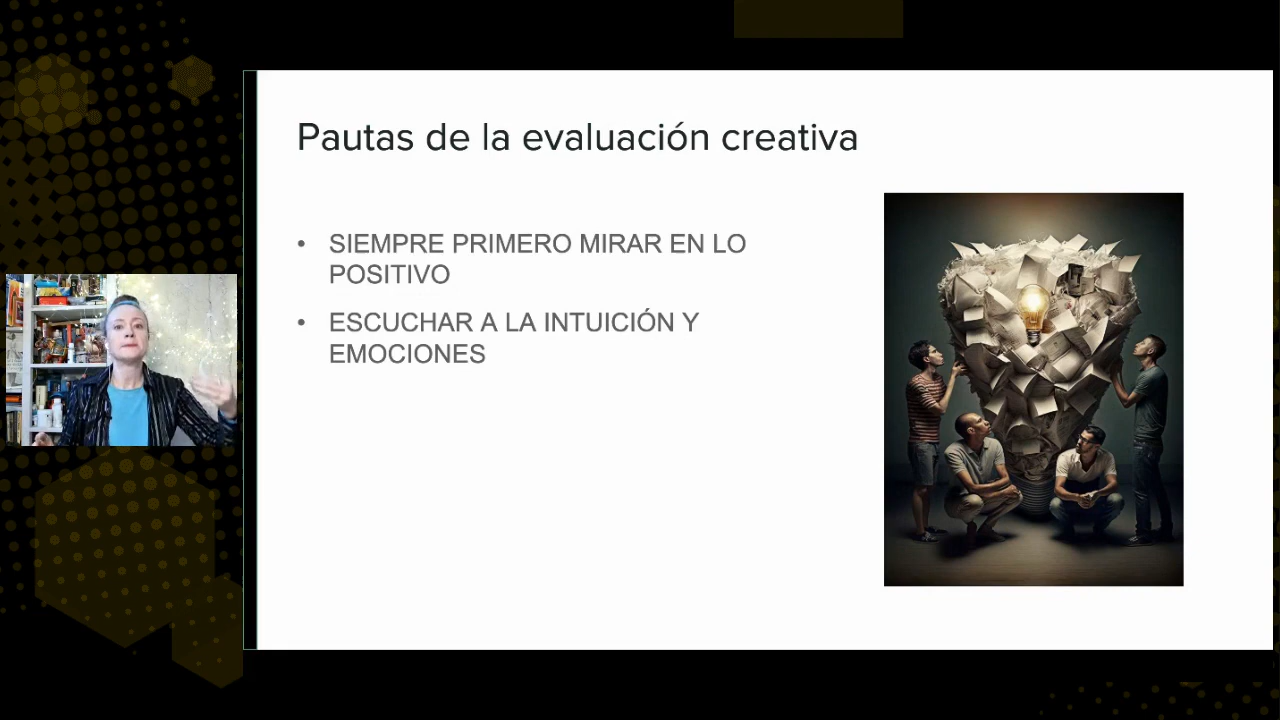 Pautas de la evaluación creativa
• SIEMPRE PRIMERO MIRAR EN LO
POSITIVO
• ESCUCHAR A LA INTUICIÓN Y
EMOCIONES